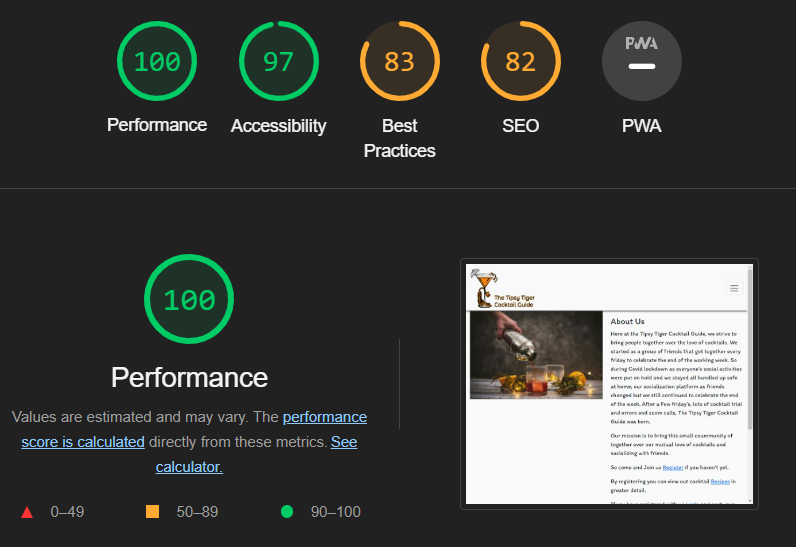 100
97
83
82
PWA
Performance
Accessibility
Best
Practices
SEO
PWA
100
Performance
Values are estimated and may vary. The performance
score is calculated directly from these metrics. See
calculator.
0–49
50–89
90–100
The Tipsy Tiger
Cocktail Guide
About Us
Here at the Tipsy Tiger Cocktail Guide, we strive to
bring people together over the love of cocktails. We
started as a group of friends that got together every
friday to celebrate the end of the working week. So
during Covid lockdown as everyone's social activities
were put on hold and we stayed all bundled up safe
at home, our socialization platform as friends
changed but we still continued to celebrate the end
of the week. After a Few friday's, lots of cocktail trial
and errors and zoom calls, The Tipsy Tiger Cocktail
Guide was born.
Our mission is to bring this small coummunity of
together over our mutual love of cocktails and
socializing with friends.
So come and Join us Register if you haven't yet.
By registering you can view out cocktail Recipes in
greater detail.